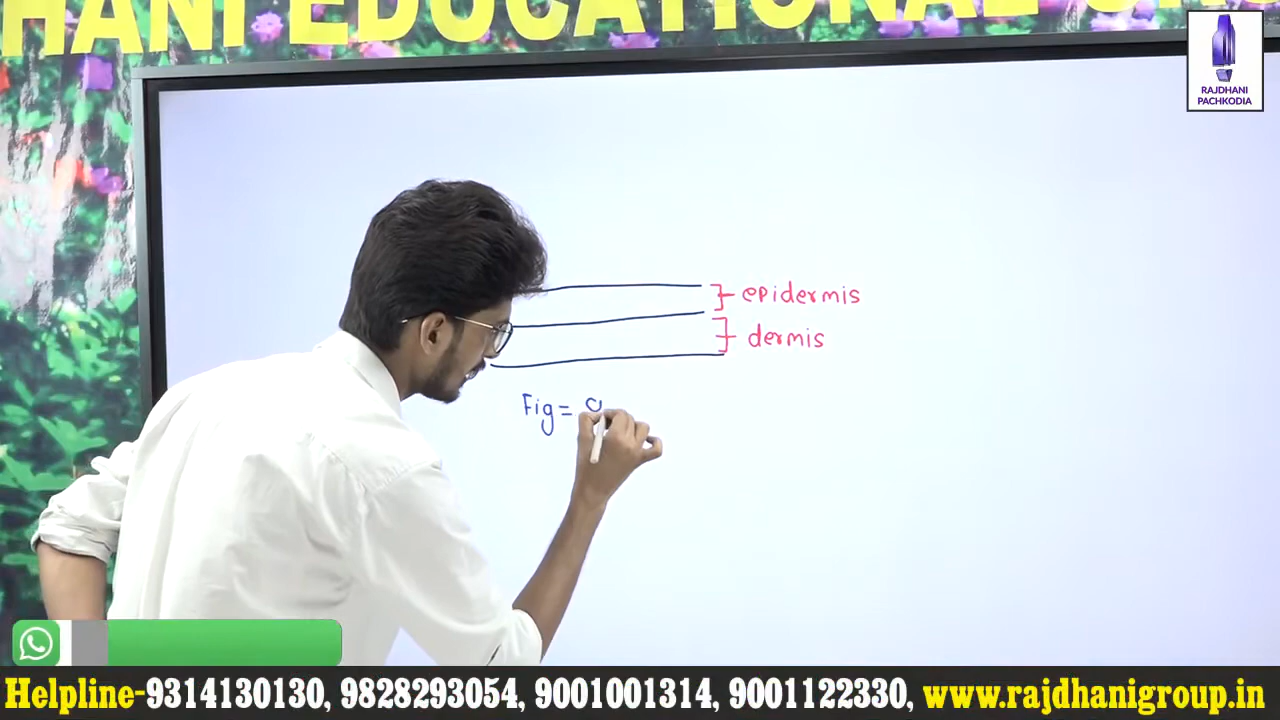 HANI EDUCATIONAL
RAJDHANI
PACHKODIA
epidermis
dermis
Fig =
Helpline-9314130130, 9828293054, 9001001314, 9001122330, www.rajdhanigroup.in